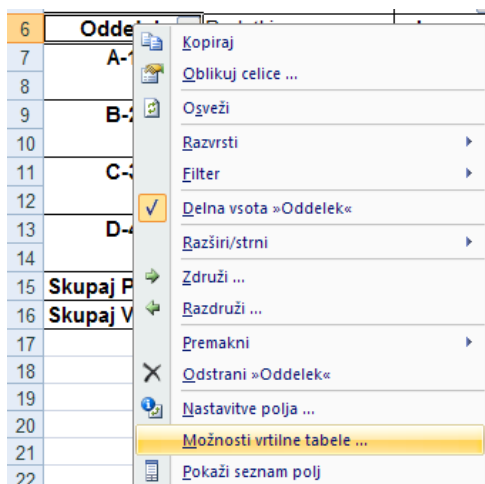 6 Oddel
Kopiraj
7 A-1
Oblikuj celice ...
8
9 B-2
Osveži
10
Razvrsti
11 C-3
Filter
12
Delna vsota »Oddelek«
13 D-4
Razširi/strni
14
Združi ...
15 Skupaj P
16 Skupaj V
Razdruži ...
17
Premakni
18
Odstrani »Oddelek«
19
Nastavitve polja ...
20
21
Možnosti vrtilne tabele ...
22
Pokaži seznam polj